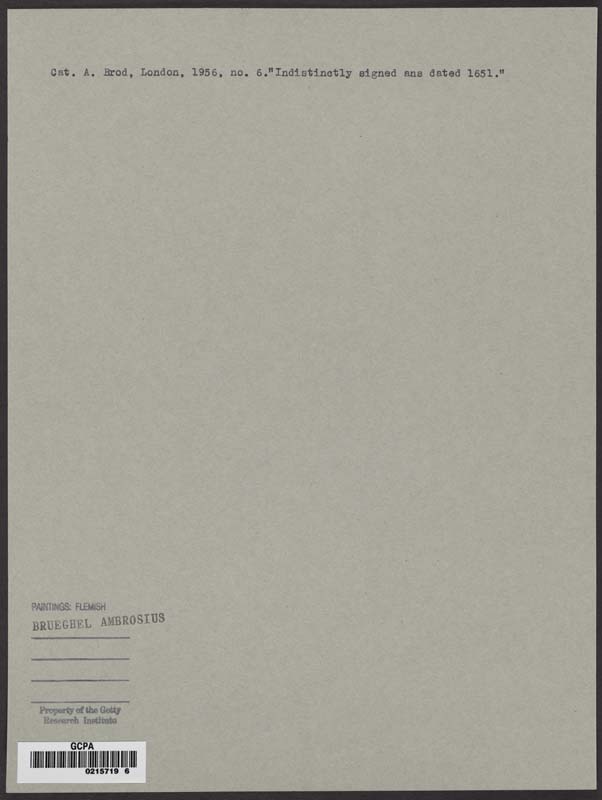 Cat. A. Brod, London, 1956, no. 6."Indistinctly signed ans dated 1651."
PAINTINGS: FLEMISH
BRUEGHEL AMBROSIUS
Property of the Getty
Research Institute
GCPA
0215719 6